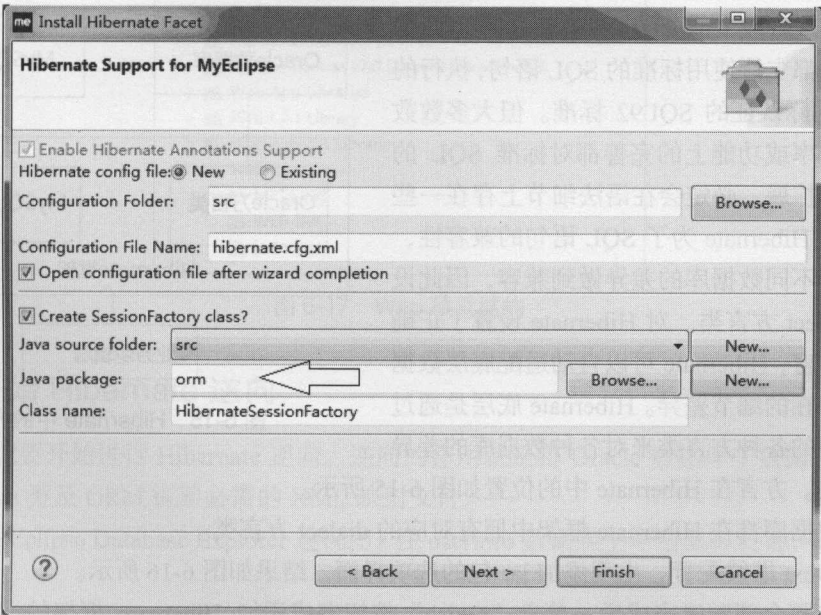 me Install Hibernate Facet
Hibernate Support for MyEclipse
Enable Hibernate Annotations Support
Hibernate config file: New Existing
Configuration Folder: src Browse...
Configuration File Name: hibernate.cfg.xml
Open configuration file after wizard completion
Create SessionFactory class?
Java source folder: src New...
Java package: orm Browse... New...
Class name: HibernateSessionFactory
? < Back Next > Finish Cancel